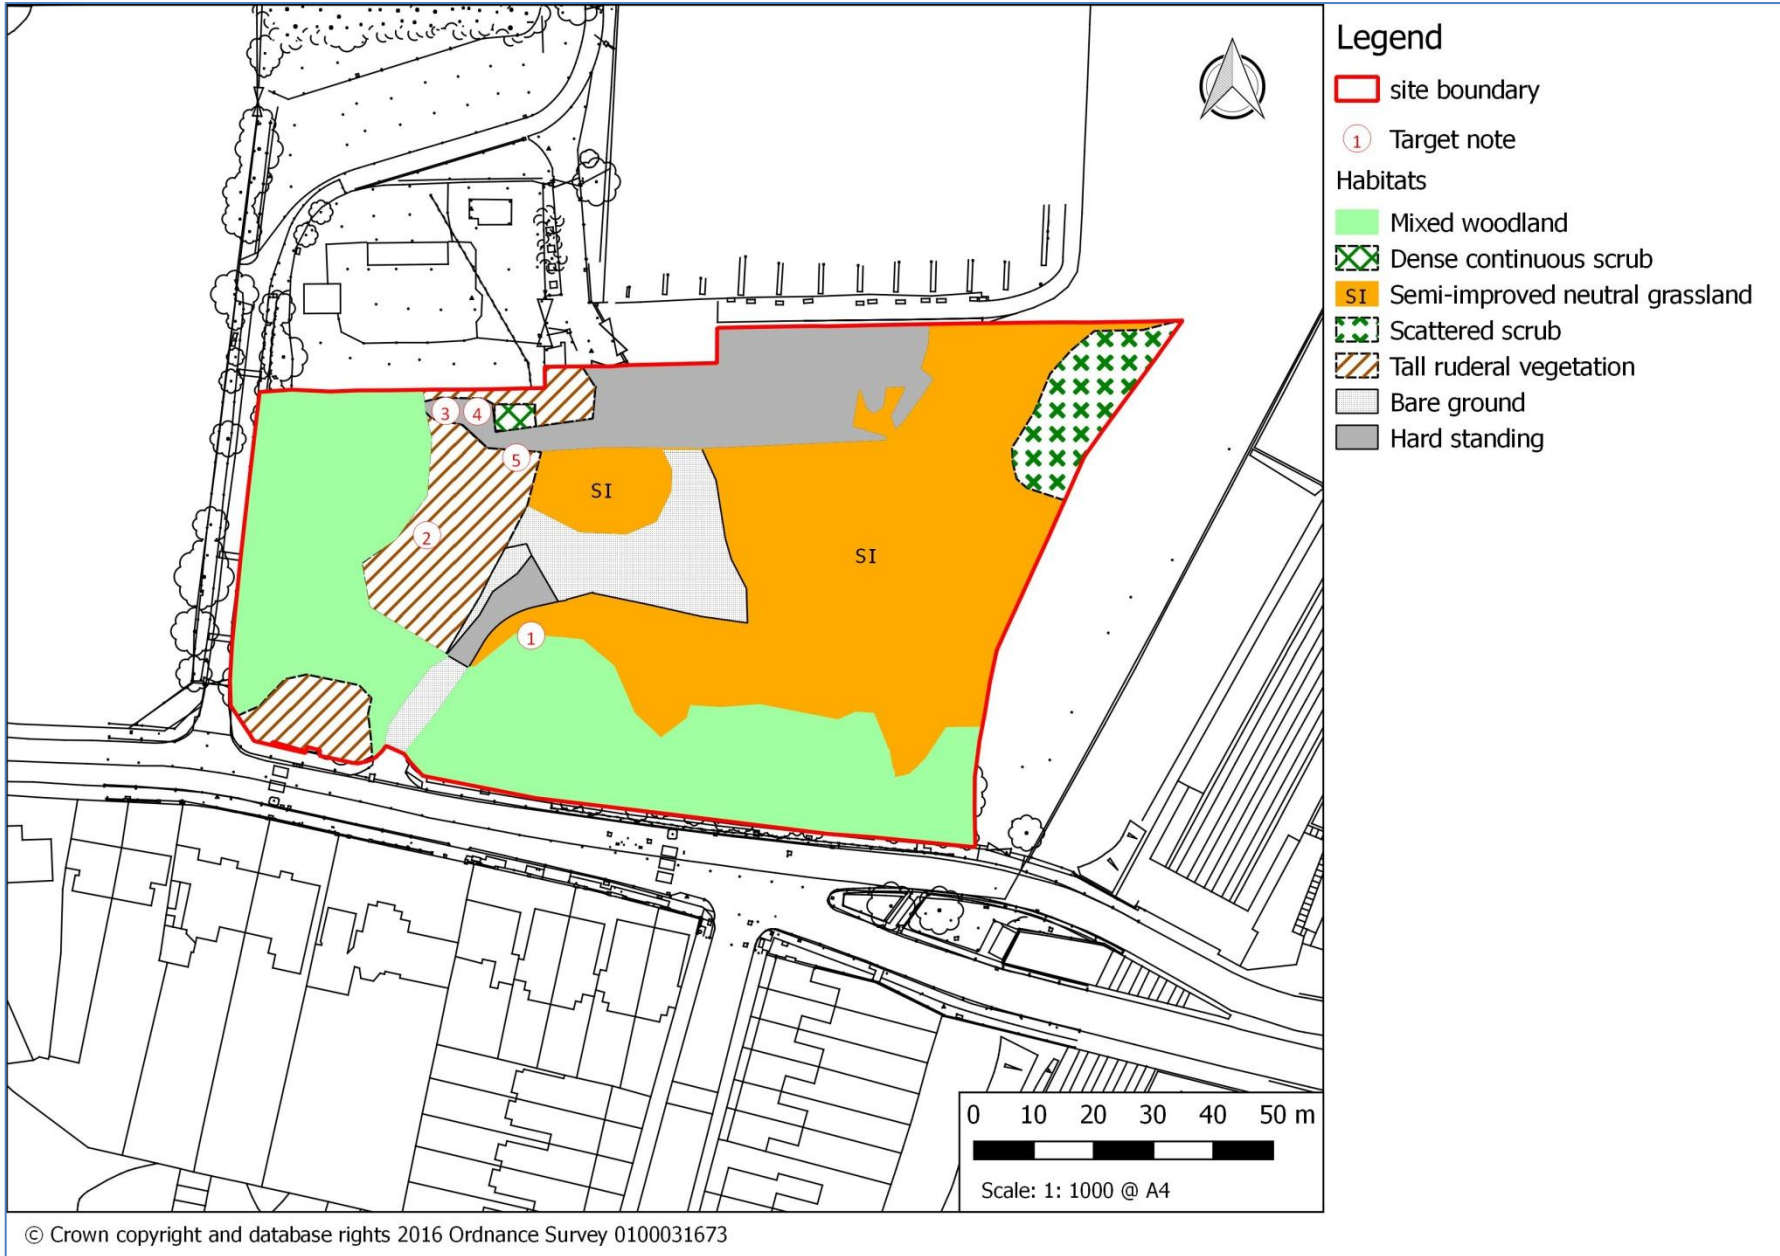 Legend
site boundary
1 Target note
Habitats
Mixed woodland
Dense continuous scrub
SI Semi-improved neutral grassland
Scattered scrub
Tall ruderal vegetation
Bare ground
Hard standing
3 4
5
SI
2
SI
1
0 10 20 30 40 50 m
Scale: 1: 1000 @ A4
© Crown copyright and database rights 2016 Ordnance Survey 0100031673